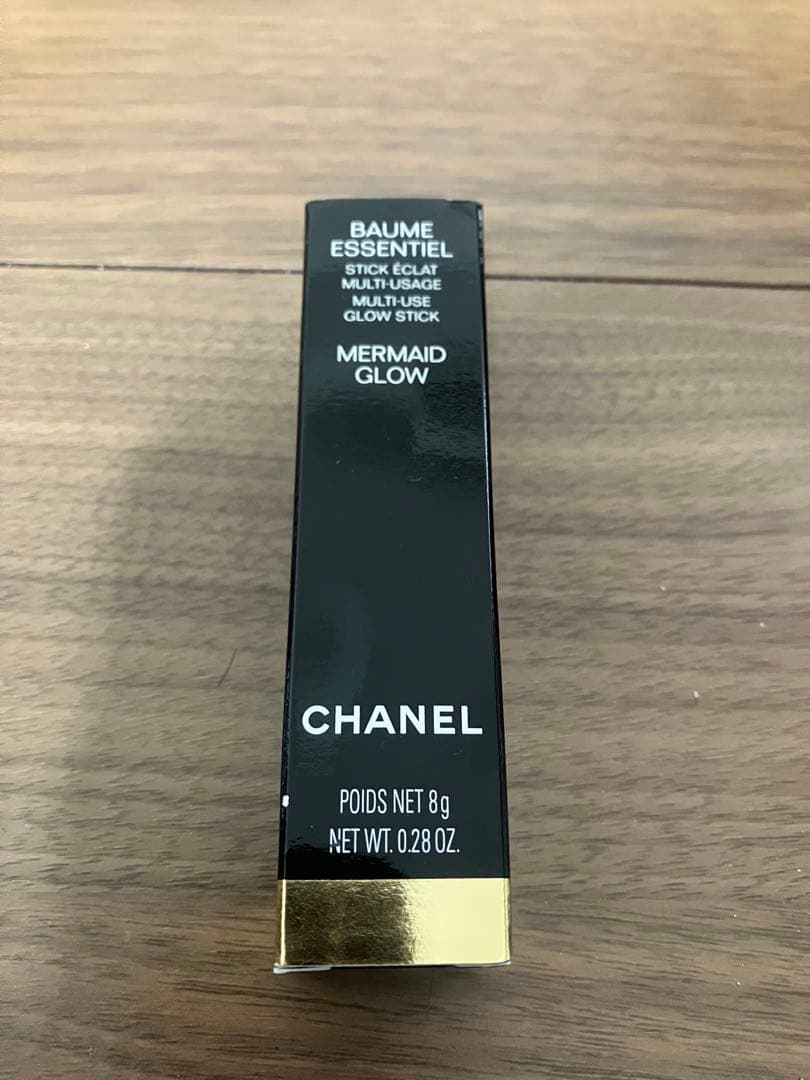 BAUME
ESSENTIEL
STICK ÉCLAT
MULTI-USAGE
MULTI-USE
GLOW STICK
MERMAID
GLOW
CHANEL
POIDS NET 8g
NET WT. 0.28 OZ.